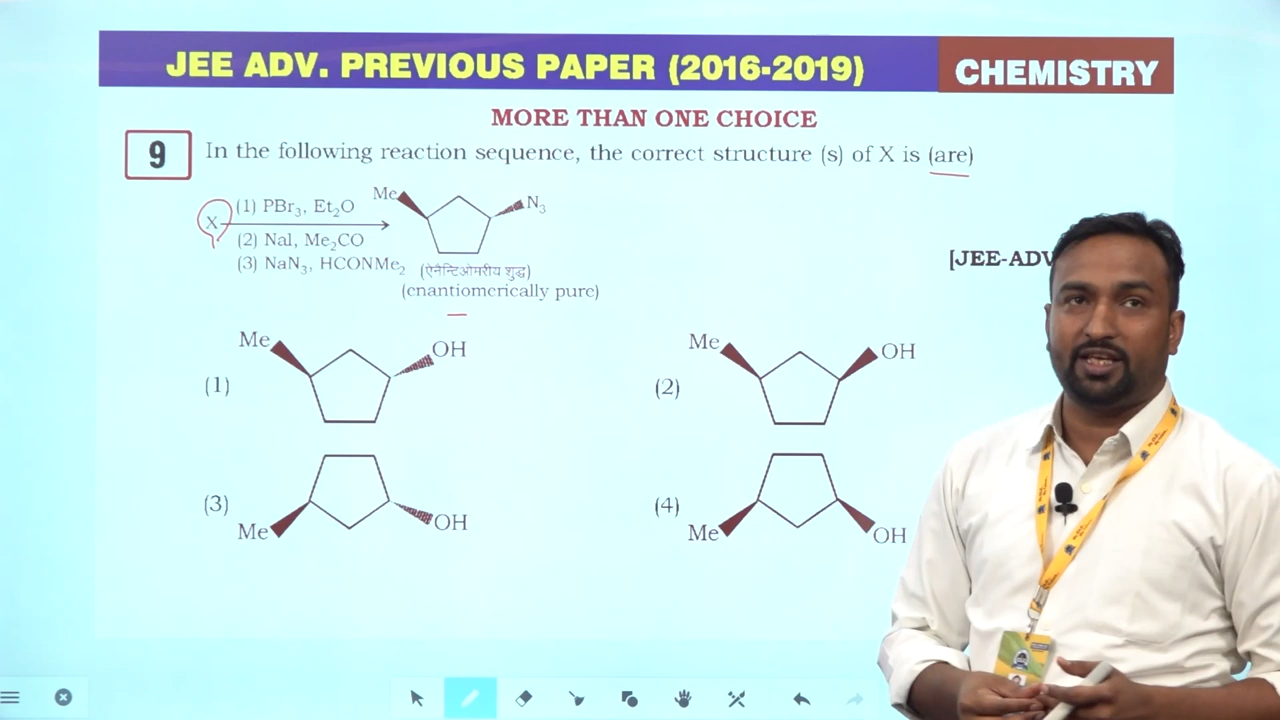 JEE ADV. PREVIOUS PAPER (2016-2019)
CHEMISTRY
MORE THAN ONE CHOICE
9
In the following reaction sequence, the correct structure (s) of X is (are)
X
(1) PBr₃, Et₂O
(2) NaI, Me₂CO
(3) NaN₃, HCONMe₂
Me
N₃
(ऐनैन्टिओमरीय शुद्ध)
(enantiomerically pure)
[JEE-ADV
(1)
Me
OH
(2)
Me
OH
(3)
Me
OH
(4)
Me
OH